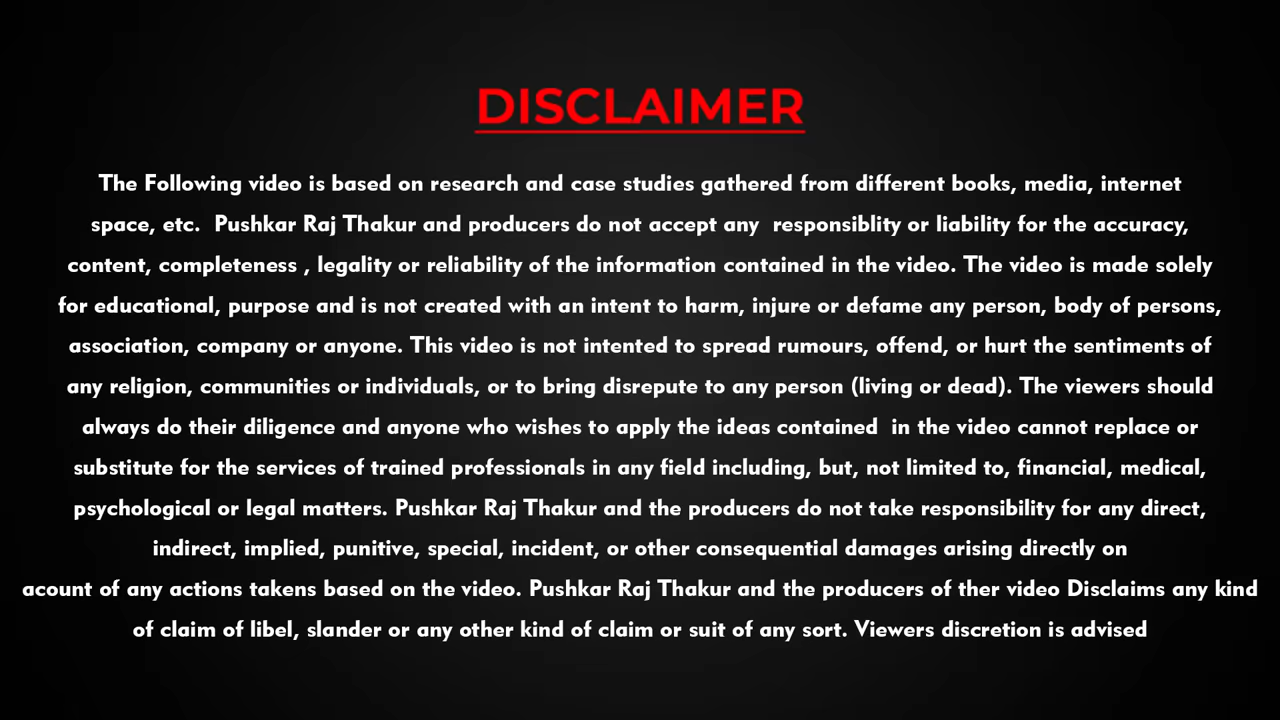 DISCLAIMER
The Following video is based on research and case studies gathered from different books, media, internet
space, etc.  Pushkar Raj Thakur and producers do not accept any  responsiblity or liability for the accuracy,
content, completeness , legality or reliability of the information contained in the video. The video is made solely
for educational, purpose and is not created with an intent to harm, injure or defame any person, body of persons,
association, company or anyone. This video is not intented to spread rumours, offend, or hurt the sentiments of
any religion, communities or individuals, or to bring disrepute to any person (living or dead). The viewers should
always do their diligence and anyone who wishes to apply the ideas contained  in the video cannot replace or
substitute for the services of trained professionals in any field including, but, not limited to, financial, medical,
psychological or legal matters. Pushkar Raj Thakur and the producers do not take responsibility for any direct,
indirect, implied, punitive, special, incident, or other consequential damages arising directly on
acount of any actions takens based on the video. Pushkar Raj Thakur and the producers of ther video Disclaims any kind
of claim of libel, slander or any other kind of claim or suit of any sort. Viewers discretion is advised